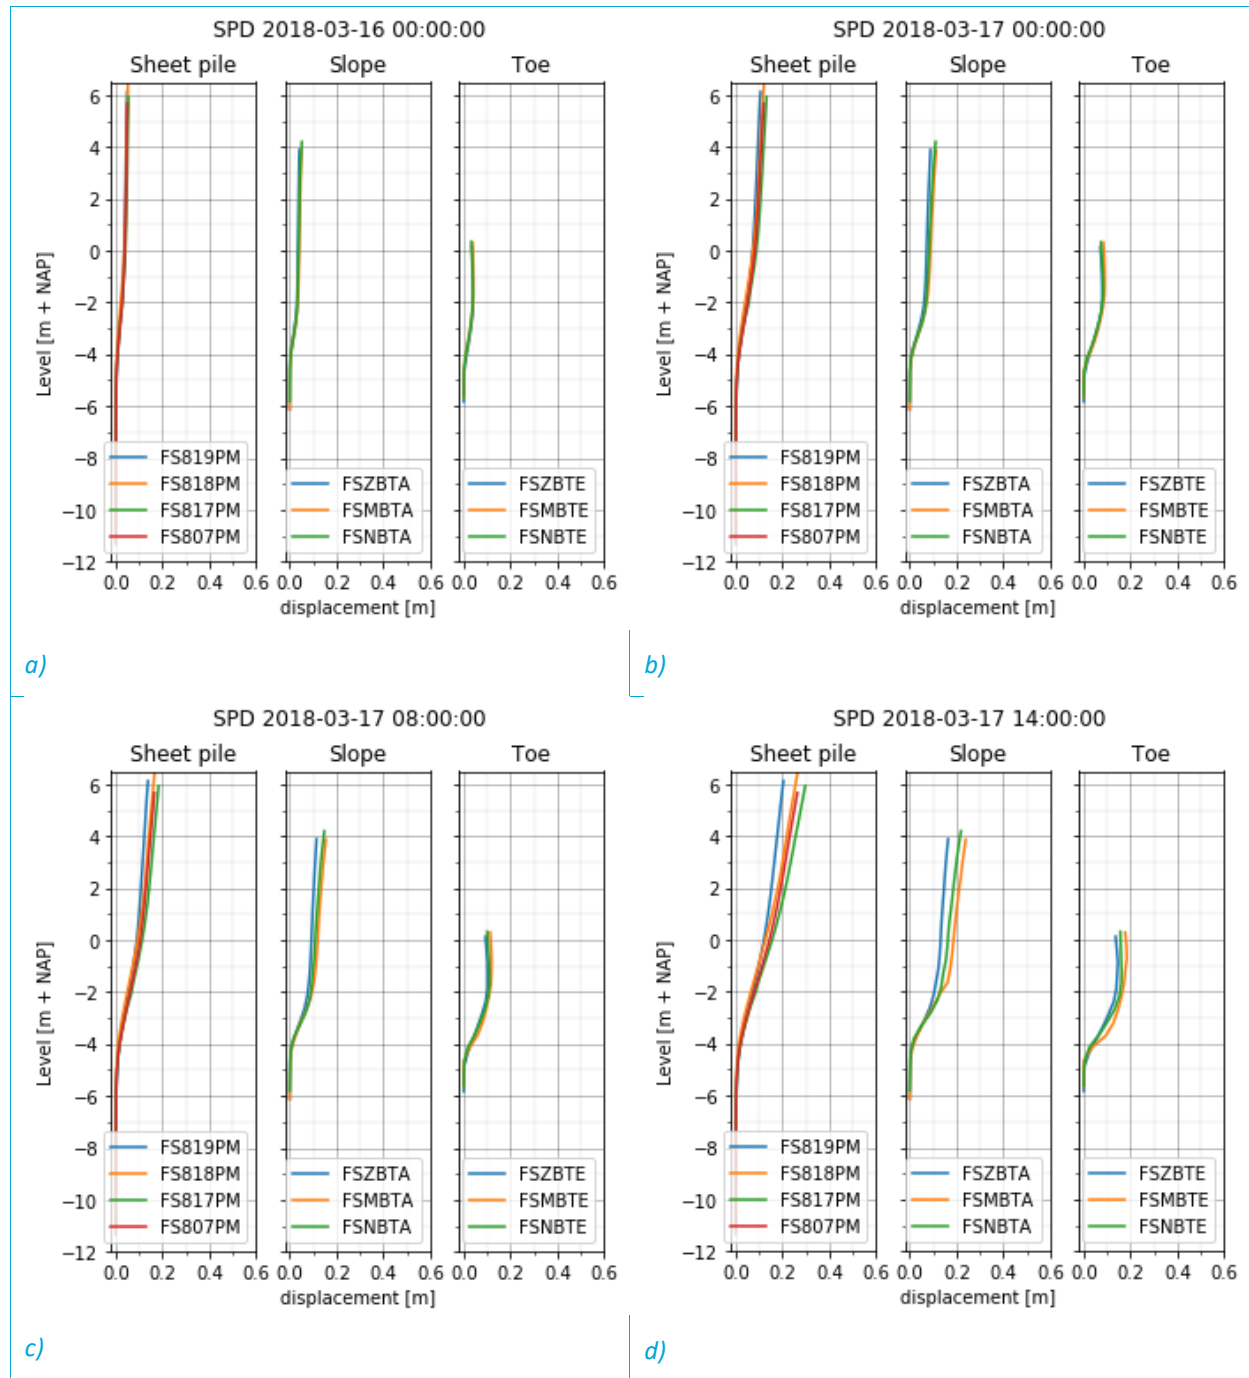 SPD 2018-03-16 00:00:00
Sheet pile Slope Toe
6
4
2
0
−2
−4
−6
−8
−10
−12
Level [m + NAP]
FS819PM
FS818PM
FS817PM
FS807PM
FSZBTA
FSMBTA
FSNBTA
FSZBTE
FSMBTE
FSNBTE
0.0 0.2 0.4 0.6 0.0 0.2 0.4 0.6 0.0 0.2 0.4 0.6
displacement [m]
a)
SPD 2018-03-17 00:00:00
Sheet pile Slope Toe
6
4
2
0
−2
−4
−6
−8
−10
−12
Level [m + NAP]
FS819PM
FS818PM
FS817PM
FS807PM
FSZBTA
FSMBTA
FSNBTA
FSZBTE
FSMBTE
FSNBTE
0.0 0.2 0.4 0.6 0.0 0.2 0.4 0.6 0.0 0.2 0.4 0.6
displacement [m]
b)
SPD 2018-03-17 08:00:00
Sheet pile Slope Toe
6
4
2
0
−2
−4
−6
−8
−10
−12
Level [m + NAP]
FS819PM
FS818PM
FS817PM
FS807PM
FSZBTA
FSMBTA
FSNBTA
FSZBTE
FSMBTE
FSNBTE
0.0 0.2 0.4 0.6 0.0 0.2 0.4 0.6 0.0 0.2 0.4 0.6
displacement [m]
c)
SPD 2018-03-17 14:00:00
Sheet pile Slope Toe
6
4
2
0
−2
−4
−6
−8
−10
−12
Level [m + NAP]
FS819PM
FS818PM
FS817PM
FS807PM
FSZBTA
FSMBTA
FSNBTA
FSZBTE
FSMBTE
FSNBTE
0.0 0.2 0.4 0.6 0.0 0.2 0.4 0.6 0.0 0.2 0.4 0.6
displacement [m]
d)